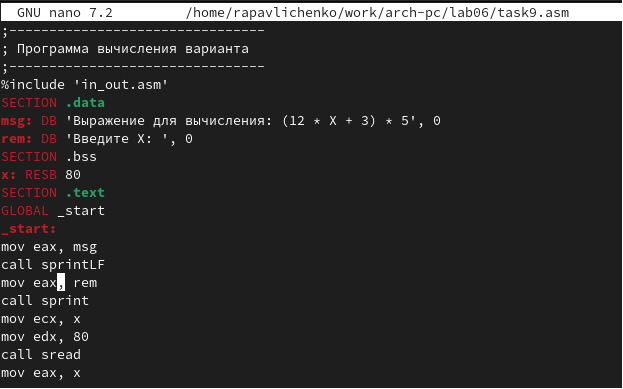 GNU nano 7.2 /home/rapavlichenko/work/arch-pc/lab06/task9.asm
;--------------------------------
; Программа вычисления варианта
;--------------------------------
%include 'in_out.asm'
SECTION .data
msg: DB 'Выражение для вычисления: (12 * X + 3) * 5', 0
rem: DB 'Введите X: ', 0
SECTION .bss
x: RESB 80
SECTION .text
GLOBAL _start
_start:
mov eax, msg
call sprintLF
mov eax, rem
call sprint
mov ecx, x
mov edx, 80
call sread
mov eax, x